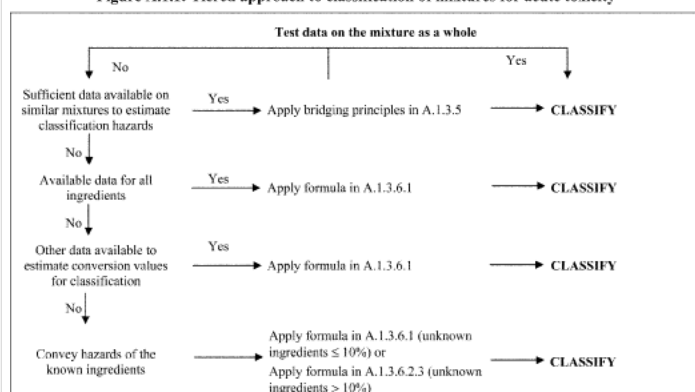 Figure A.1.1: Tiered approach to classification of mixtures for acute toxicity
Test data on the mixture as a whole
No
Yes
Sufficient data available on
similar mixtures to estimate
classification hazards
Yes
Apply bridging principles in A.1.3.5
CLASSIFY
No
Available data for all
ingredients
Yes
Apply formula in A.1.3.6.1
CLASSIFY
No
Other data available to
estimate conversion values
for classification
Yes
Apply formula in A.1.3.6.1
CLASSIFY
No
Convey hazards of the
known ingredients
Apply formula in A.1.3.6.1 (unknown
ingredients ≤ 10%) or
Apply formula in A.1.3.6.2.3 (unknown
ingredients > 10%)
CLASSIFY